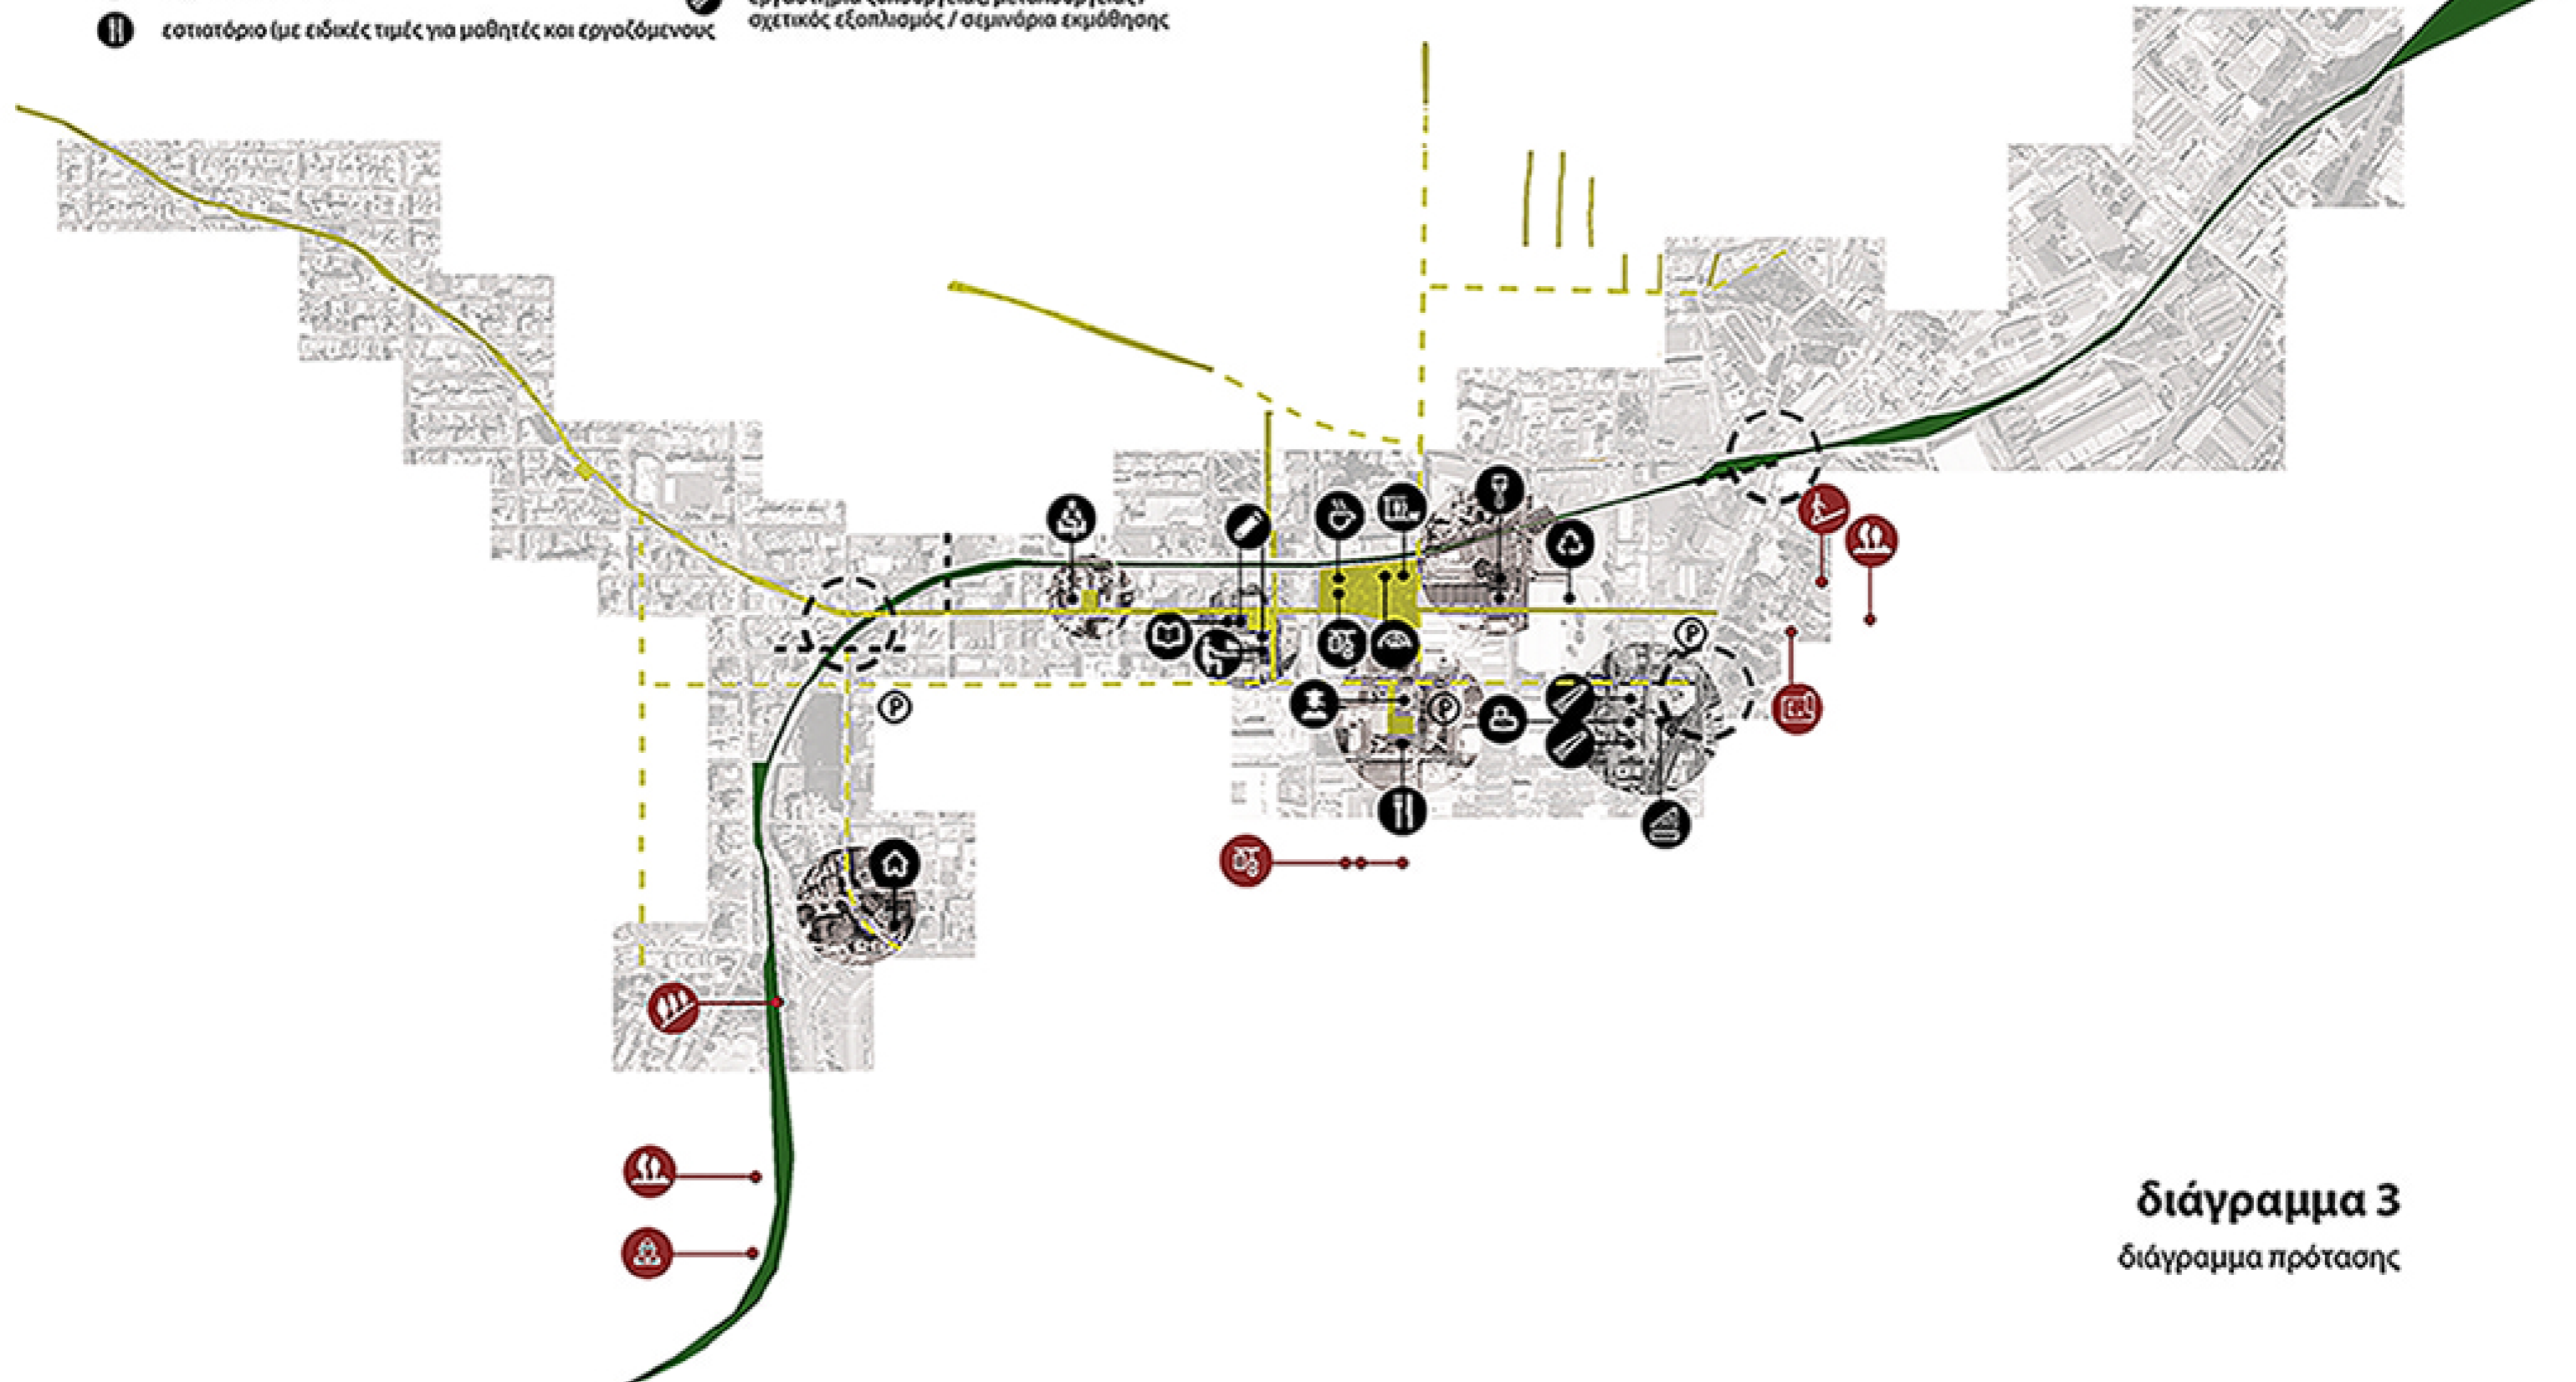 εστιατόριο (με ειδικές τιμές για μαθητές και εργαζόμενους
σχετικός εξοπλισμός / σεμινάρια εκμάθησης
P
P
P
διάγραμμα 3
διάγραμμα πρότασης